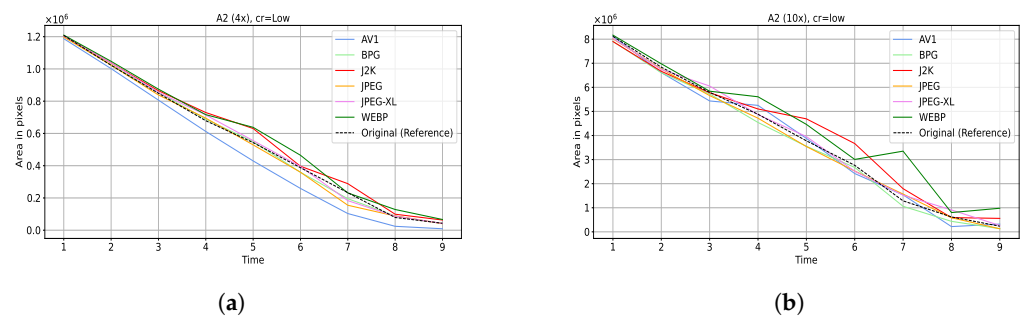 ×10⁶
A2 (4x), cr=Low
Area in pixels
1.2
1.0
0.8
0.6
0.4
0.2
0.0
1 2 3 4 5 6 7 8 9
Time
AV1
BPG
J2K
JPEG
JPEG-XL
WEBP
Original (Reference)
(a)
×10⁶
A2 (10x), cr=low
Area in pixels
8
7
6
5
4
3
2
1
0
1 2 3 4 5 6 7 8 9
Time
AV1
BPG
J2K
JPEG
JPEG-XL
WEBP
Original (Reference)
(b)